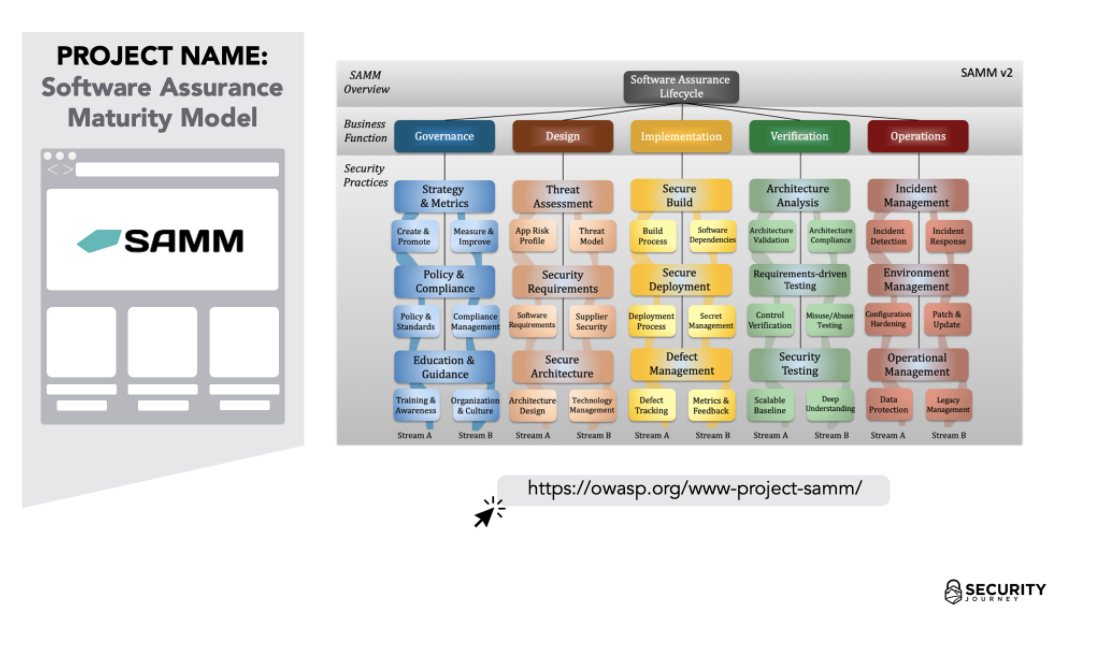 PROJECT NAME:
Software Assurance
Maturity Model
< >
SAMM
SAMM
Overview
Software Assurance
Lifecycle
SAMM v2
Business
Function
Governance
Design
Implementation
Verification
Operations
Security
Practices
Strategy
& Metrics
Threat
Assessment
Secure
Build
Architecture
Analysis
Incident
Management
Create &
Promote
Measure &
Improve
App Risk
Profile
Threat
Model
Build
Process
Software
Dependencies
Architecture
Validation
Architecture
Compliance
Incident
Detection
Incident
Response
Policy &
Compliance
Security
Requirements
Secure
Deployment
Requirements-driven
Testing
Environment
Management
Policy &
Standards
Compliance
Management
Software
Requirements
Supplier
Security
Deployment
Process
Secret
Management
Control
Verification
Misuse/Abuse
Testing
Configuration
Hardening
Patch &
Update
Education &
Guidance
Secure
Architecture
Defect
Management
Security
Testing
Operational
Management
Training &
Awareness
Organization
& Culture
Architecture
Design
Technology
Management
Defect
Tracking
Metrics &
Feedback
Scalable
Baseline
Deep
Understanding
Data
Protection
Legacy
Management
Stream A
Stream B
Stream A
Stream B
Stream A
Stream B
Stream A
Stream B
Stream A
Stream B
https://owasp.org/www-project-samm/
SECURITY
JOURNEY